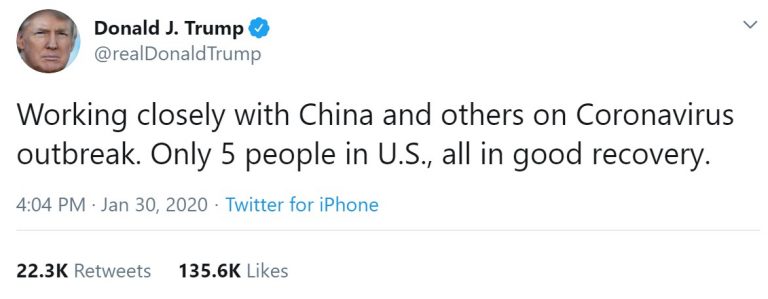 Donald J. Trump
@realDonaldTrump
Working closely with China and others on Coronavirus
outbreak. Only 5 people in U.S., all in good recovery.
4:04 PM · Jan 30, 2020 · Twitter for iPhone
22.3K Retweets 135.6K Likes